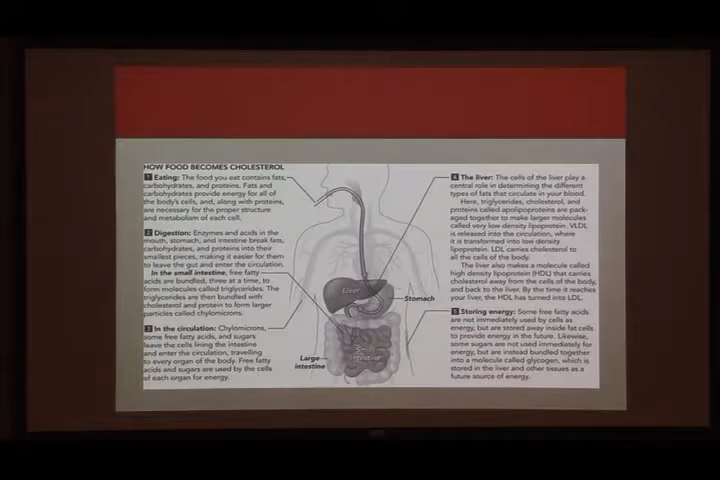 HOW FOOD BECOMES CHOLESTEROL
1 Eating: The food you eat contains fats,
carbohydrates, and proteins. Fats and
carbohydrates provide energy for all of
the body's cells, and, along with proteins,
are necessary for the proper structure
and metabolism of each cell.
2 Digestion: Enzymes and acids in the
mouth, stomach, and intestine break fats,
carbohydrates, and proteins into their
smallest pieces, making it easier for them
to leave the gut and enter the circulation.
In the small intestine, free fatty
acids are bundled, three at a time, to
form molecules called triglycerides. The
triglycerides are then bundled with
cholesterol and protein to form larger
particles called chylomicrons.
3 In the circulation: Chylomicrons,
some free fatty acids, and sugars
leave the cells lining the intestine
and enter the circulation, travelling
to every organ of the body. Free fatty
acids and sugars are used by the cells
of each organ for energy.
Liver
Stomach
Small
intestine
Large
intestine
4 The liver: The cells of the liver play a
central role in determining the different
types of fats that circulate in your blood.
Here, triglycerides, cholesterol, and
proteins called apolipoproteins are pack-
aged together to make larger molecules
called very low density lipoprotein. VLDL
is released into the circulation, where
it is transformed into low density
lipoprotein. LDL carries cholesterol to
all the cells of the body.
The liver also makes a molecule called
high density lipoprotein (HDL) that carries
cholesterol away from the cells of the body,
and back to the liver. By the time it reaches
your liver, the HDL has turned into LDL.
5 Storing energy: Some free fatty acids
are not immediately used by cells as
energy, but are stored away inside fat cells
to provide energy in the future. Likewise,
some sugars are not used immediately for
energy, but are instead bundled together
into a molecule called glycogen, which is
stored in the liver and other tissues as a
future source of energy.